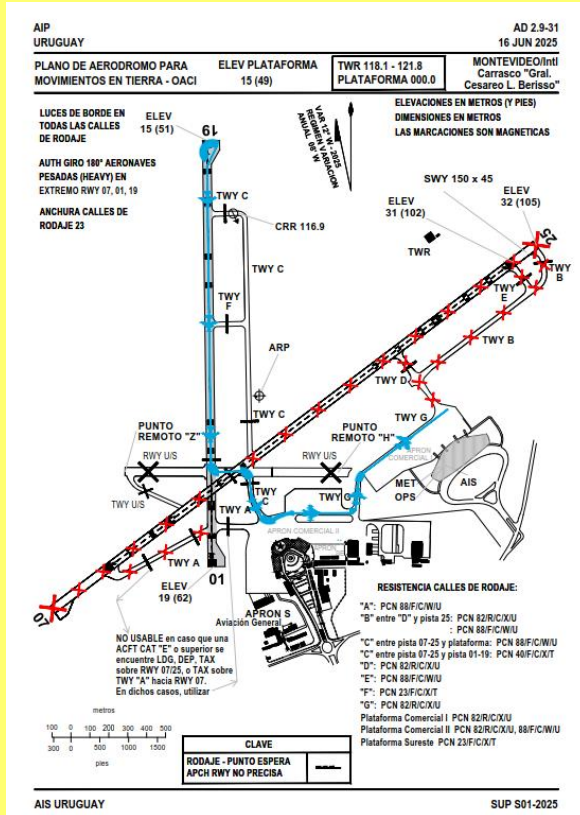 AIP
URUGUAY
AD 2.9-31
16 JUN 2025
PLANO DE AERODROMO PARA
MOVIMIENTOS EN TIERRA - OACI
ELEV PLATAFORMA
15 (49)
TWR 118.1 - 121.8
PLATAFORMA 000.0
MONTEVIDEO/Intl
Carrasco "Gral.
Cesareo L. Berisso"
LUCES DE BORDE EN
TODAS LAS CALLES
DE RODAJE
AUTH GIRO 180° AERONAVES
PESADAS (HEAVY) EN
EXTREMO RWY 07, 01, 19
ANCHURA CALLES DE
RODAJE 23
ELEV
15 (51)
19
VAR 12° W - 2025
REGIMEN VARIACION
ANUAL 08' W
ELEVACIONES EN METROS (Y PIES)
DIMENSIONES EN METROS
LAS MARCACIONES SON MAGNETICAS
SWY 150 x 45
ELEV
31 (102)
ELEV
32 (105)
25
TWY C
CRR 116.9
TWR
TWY C
TWY
F
TWY
E
TWY
B
TWY B
ARP
TWY D
TWY C
TWY G
PUNTO
REMOTO "Z"
PUNTO
REMOTO "H"
RWY U/S
RWY U/S
TWY U/S
APRON
COMERCIAL I
MET
OPS
AIS
TWY
C
TWY G
TWY A
APRON COMERCIAL II
TWY A
01
ELEV
19 (62)
07
APRON
APRON S
Aviación General
NO USABLE en caso que una
ACFT CAT "E" o superior se
encuentre LDG, DEP, TAX
sobre RWY 07/25, o TAX sobre
TWY "A" hacia RWY 07.
En dichos casos, utilizar
RESISTENCIA CALLES DE RODAJE:
"A": PCN 88/F/C/W/U
"B" entre "D" y pista 25: PCN 82/R/C/X/U
: PCN 88/F/C/W/U
"C" entre pista 07-25 y plataforma: PCN 88/F/C/W/U
"C" entre pista 07-25 y pista 01-19: PCN 40/F/C/X/T
"D": PCN 82/R/C/X/U
"E": PCN 88/F/C/W/U
"F": PCN 23/F/C/X/T
"G": PCN 82/R/C/X/U
Plataforma Comercial I PCN 82/R/C/X/U
Plataforma Comercial II PCN 82/R/C/X/U, 88/F/C/W/U
Plataforma Sureste PCN 23/F/C/X/T
metros
100 0 100 200 300 400 500
300 0 500 1000 1500
pies
CLAVE
RODAJE - PUNTO ESPERA
APCH RWY NO PRECISA
AIS URUGUAY
SUP S01-2025